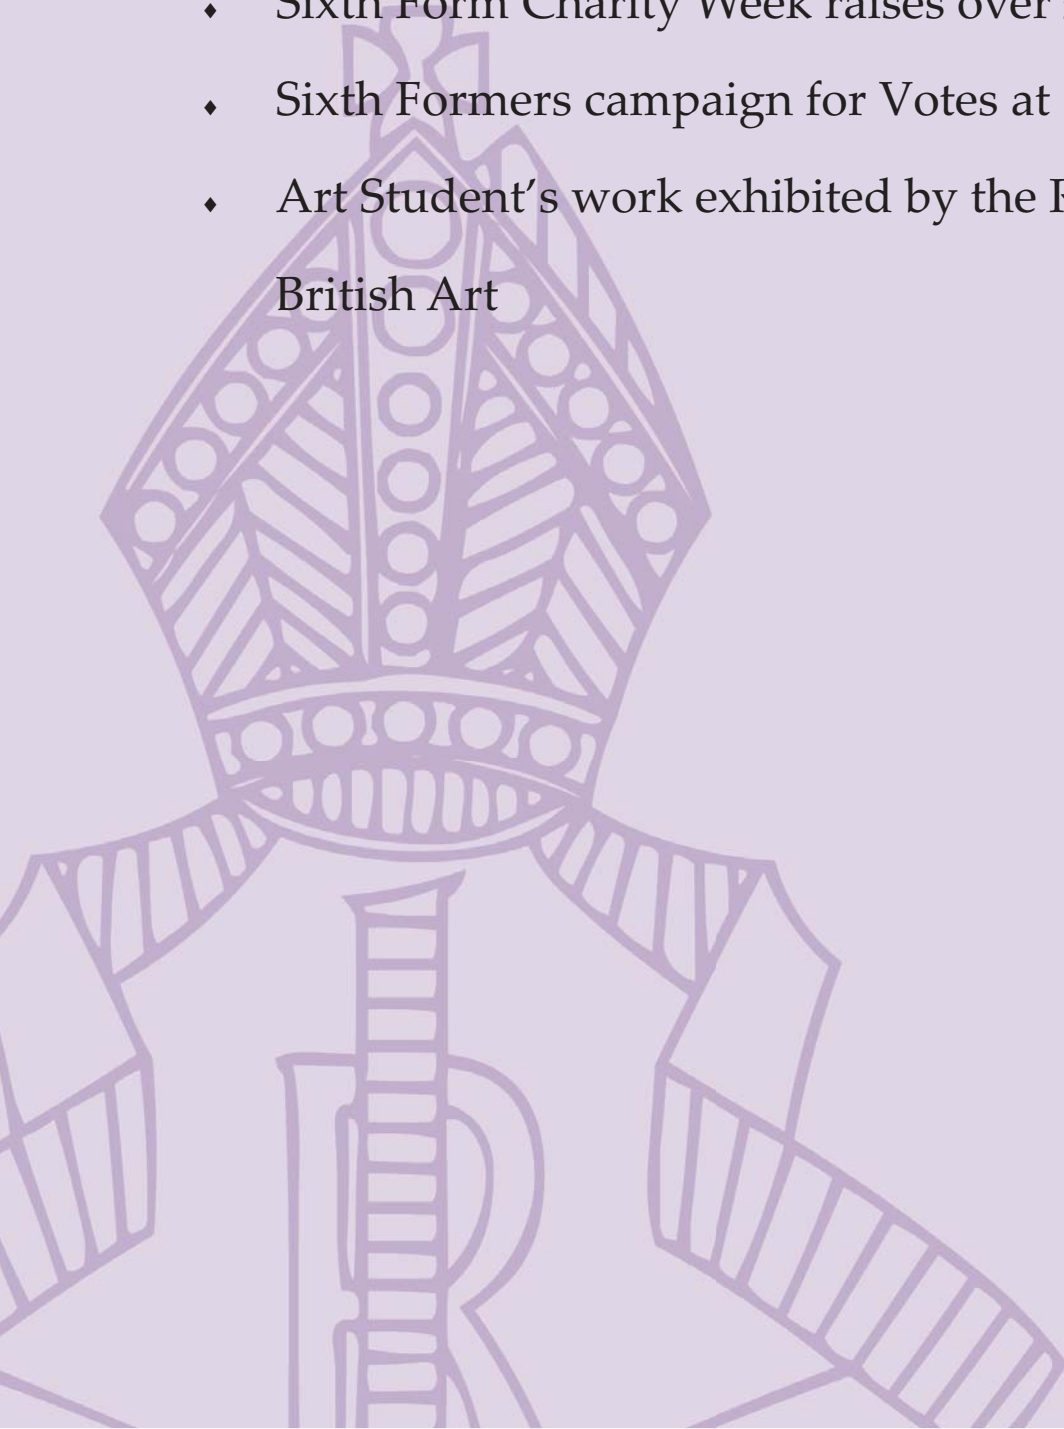 Sixth Form Charity Week raises over
Sixth Formers campaign for Votes at
Art Student's work exhibited by the
British Art